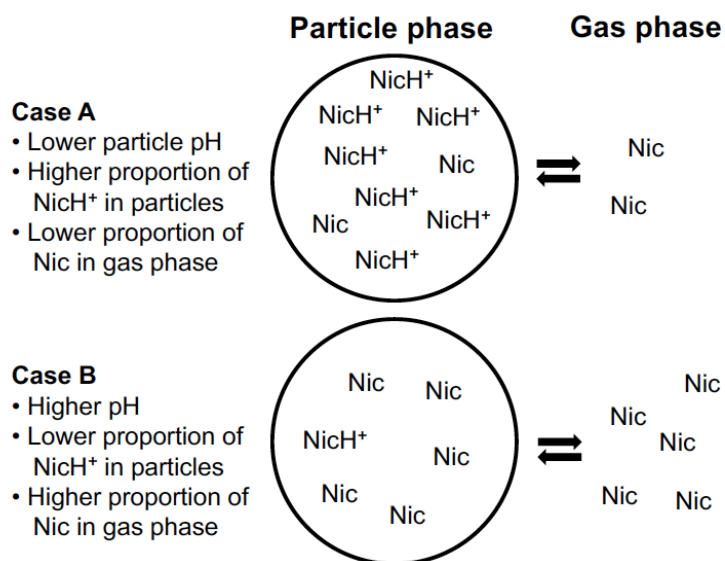 Particle phase
Gas phase
Case A
• Lower particle pH
• Higher proportion of
NicH⁺ in particles
• Lower proportion of
Nic in gas phase
NicH⁺
NicH⁺
NicH⁺
NicH⁺
Nic
NicH⁺
Nic
NicH⁺
NicH⁺
Nic
Nic
Case B
• Higher pH
• Lower proportion of
NicH⁺ in particles
• Higher proportion of
Nic in gas phase
Nic
Nic
NicH⁺
Nic
Nic
Nic
Nic
Nic
Nic
Nic
Nic